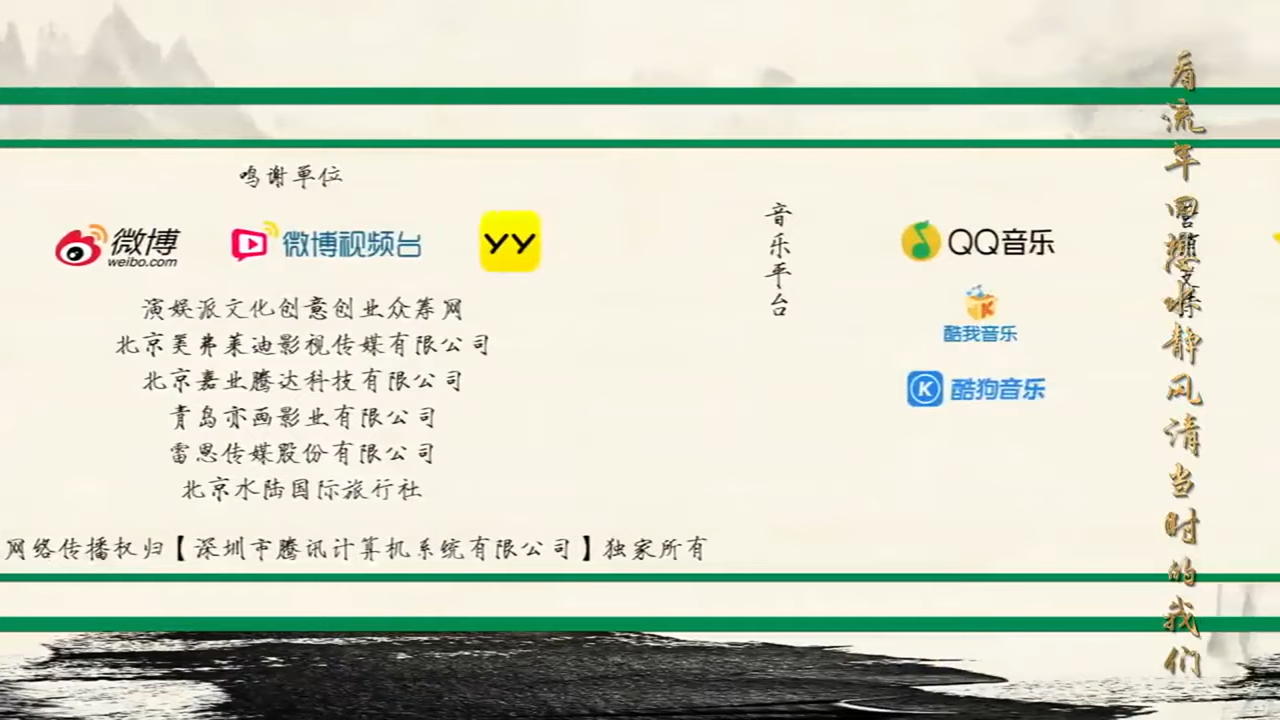 鸣谢单位
微博
weibo.com
微博视频台
YY
演娱派文化创意创业众筹网
北京美弗莱迪影视传媒有限公司
北京嘉业腾达科技有限公司
青岛亦画影业有限公司
雷思传媒股份有限公司
北京水陆国际旅行社
网络传播权归【深圳市腾讯计算机系统有限公司】独家所有
音乐平台
QQ音乐
酷我音乐
K
酷狗音乐
看流年回想水静风清当时的我们